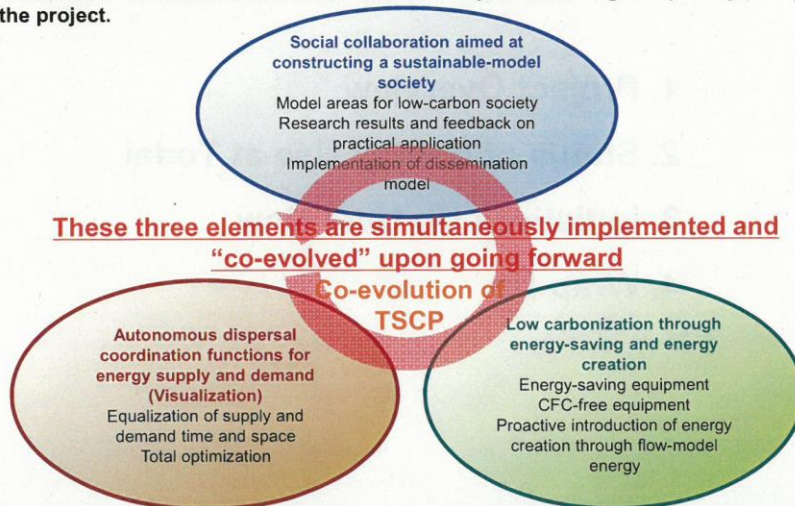 the project.
Social collaboration aimed at
constructing a sustainable-model
society
Model areas for low-carbon society
Research results and feedback on
practical application
Implementation of dissemination
model
These three elements are simultaneously implemented and
“co-evolved” upon going forward
Co-evolution of
TSCP
Autonomous dispersal
coordination functions for
energy supply and demand
(Visualization)
Equalization of supply and
demand time and space
Total optimization
Low carbonization through
energy-saving and energy
creation
Energy-saving equipment
CFC-free equipment
Proactive introduction of energy
creation through flow-model
energy